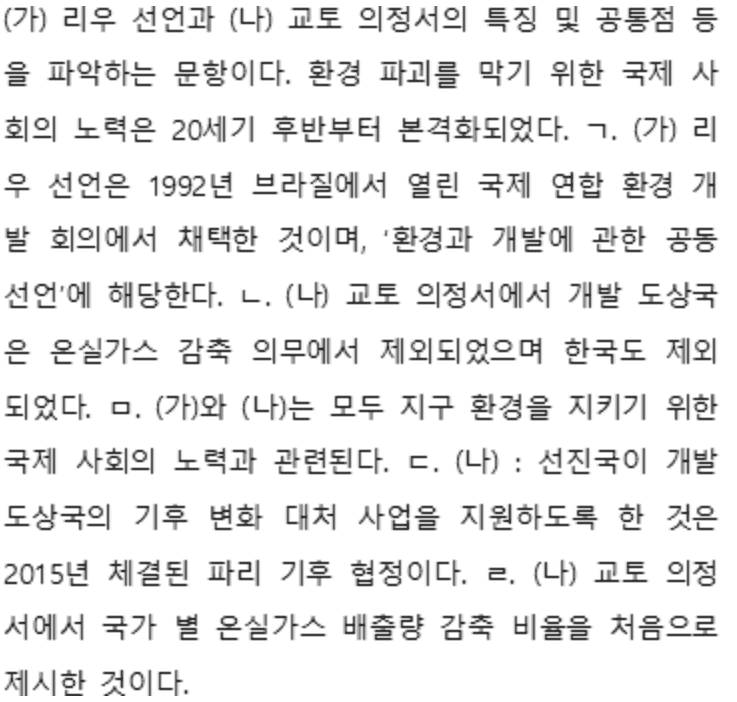 (가) 리우 선언과 (나) 교토 의정서의 특징 및 공통점 등
을 파악하는 문항이다. 환경 파괴를 막기 위한 국제 사
회의 노력은 20세기 후반부터 본격화되었다. ㄱ. (가) 리
우 선언은 1992년 브라질에서 열린 국제 연합 환경 개
발 회의에서 채택한 것이며, '환경과 개발에 관한 공동
선언'에 해당한다. ㄴ. (나) 교토 의정서에서 개발 도상국
은 온실가스 감축 의무에서 제외되었으며 한국도 제외
되었다. ㅁ. (가)와 (나)는 모두 지구 환경을 지키기 위한
국제 사회의 노력과 관련된다. ㄷ. (나) : 선진국이 개발
도상국의 기후 변화 대처 사업을 지원하도록 한 것은
2015년 체결된 파리 기후 협정이다. ㄹ. (나) 교토 의정
서에서 국가 별 온실가스 배출량 감축 비율을 처음으로
제시한 것이다.